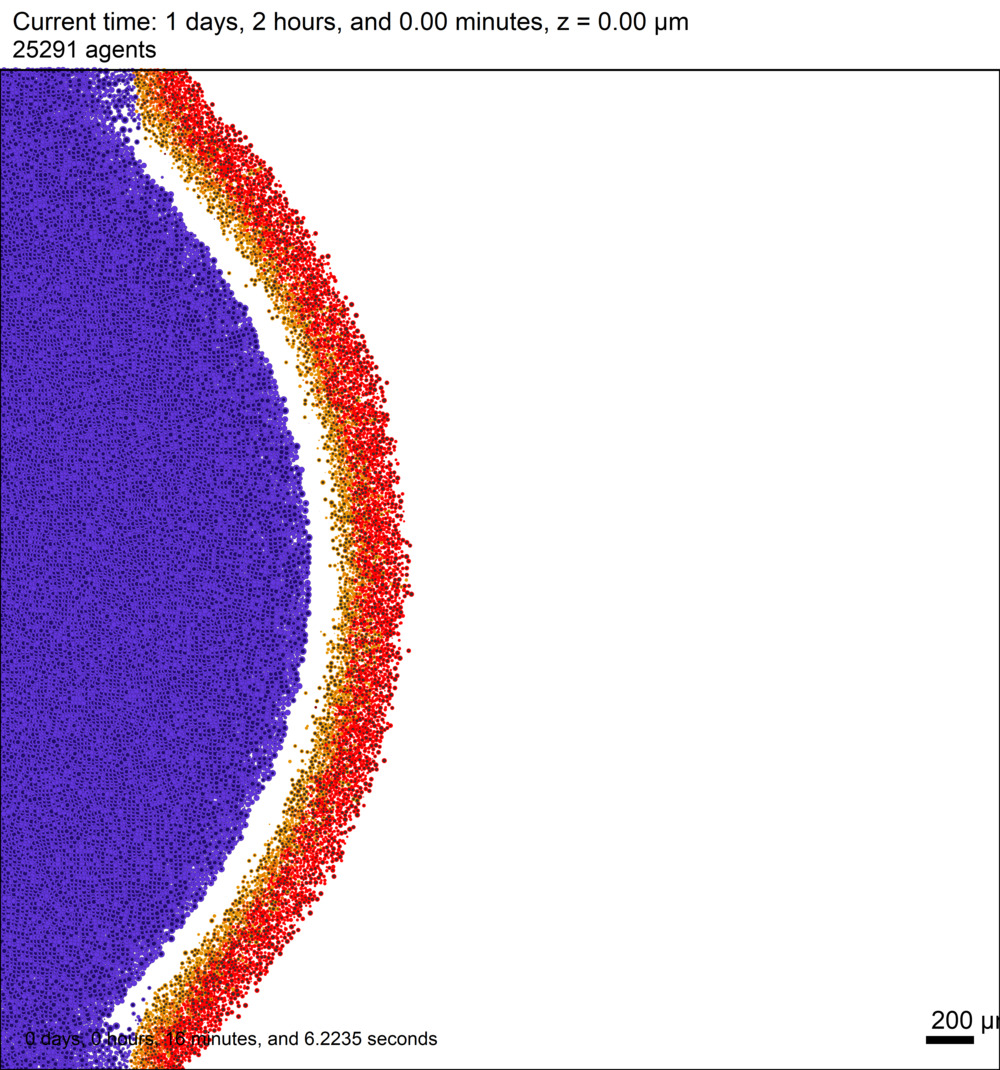 Current time: 1 days, 2 hours, and 0.00 minutes, z = 0.00 μm
25291 agents
0 days, 0 hours, 16 minutes, and 6.2235 seconds
200 μ